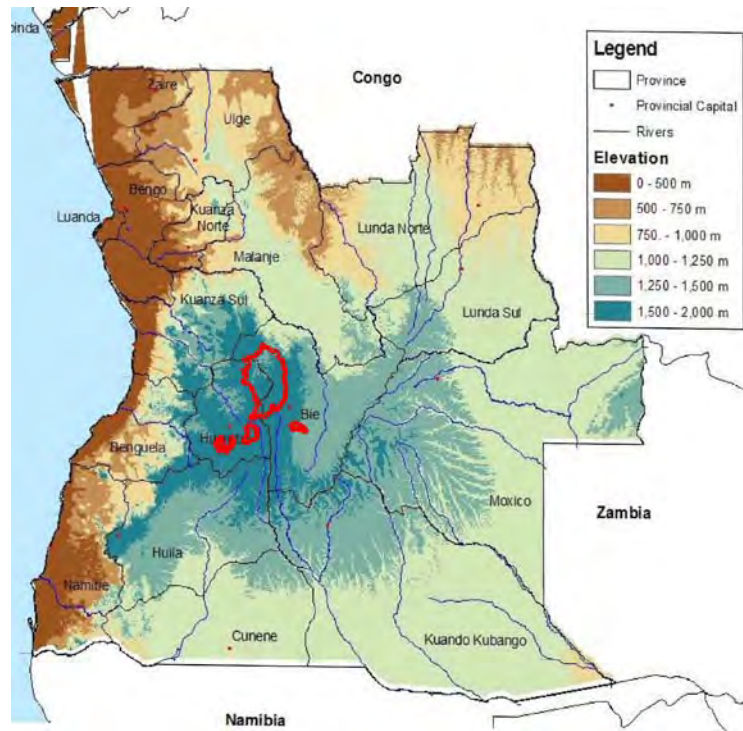 binda
Congo
Zaire
Uige
Bengo
Luanda
Kuanza
Norte
Lunda Norte
Malanje
Kuanza Sul
Lunda Sul
Bie
Benguela
Moxico
Zambia
Huila
Namibe
Cunene
Kuando Kubango
Namibia
Legend
Province
Provincial Capital
Rivers
Elevation
0 - 500 m
500 - 750 m
750. - 1,000 m
1,000 - 1,250 m
1,250 - 1,500 m
1,500 - 2,000 m